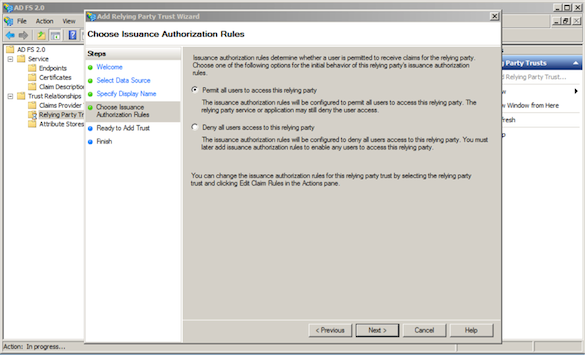 AD FS 2.0
Add Relying Party Trust Wizard
File Action View
AD FS 2.0
Service
Endpoints
Certificates
Claim Descriptio
Trust Relationships
Claims Provider
Relying Party Tr
Attribute Stores
Choose Issuance Authorization Rules
Steps
Welcome
Select Data Source
Specify Display Name
Choose Issuance
Authorization Rules
Ready to Add Trust
Finish
Issuance authorization rules determine whether a user is permitted to receive claims for the relying party.
Choose one of the following options for the initial behavior of this relying party's issuance authorization
rules.
Permit all users to access this relying party
The issuance authorization rules will be configured to permit all users to access this relying party. The
relying party service or application may still deny the user access.
Deny all users access to this relying party
The issuance authorization rules will be configured to deny all users access to this relying party. You must
later add issuance authorization rules to enable any users to access this relying party.
You can change the issuance authorization rules for this relying party trust by selecting the relying party
trust and clicking Edit Claim Rules in the Actions pane.
< Previous
Next >
Cancel
Help
Party Trusts
Relying Party Trust...
Window from Here
Action: In progress...